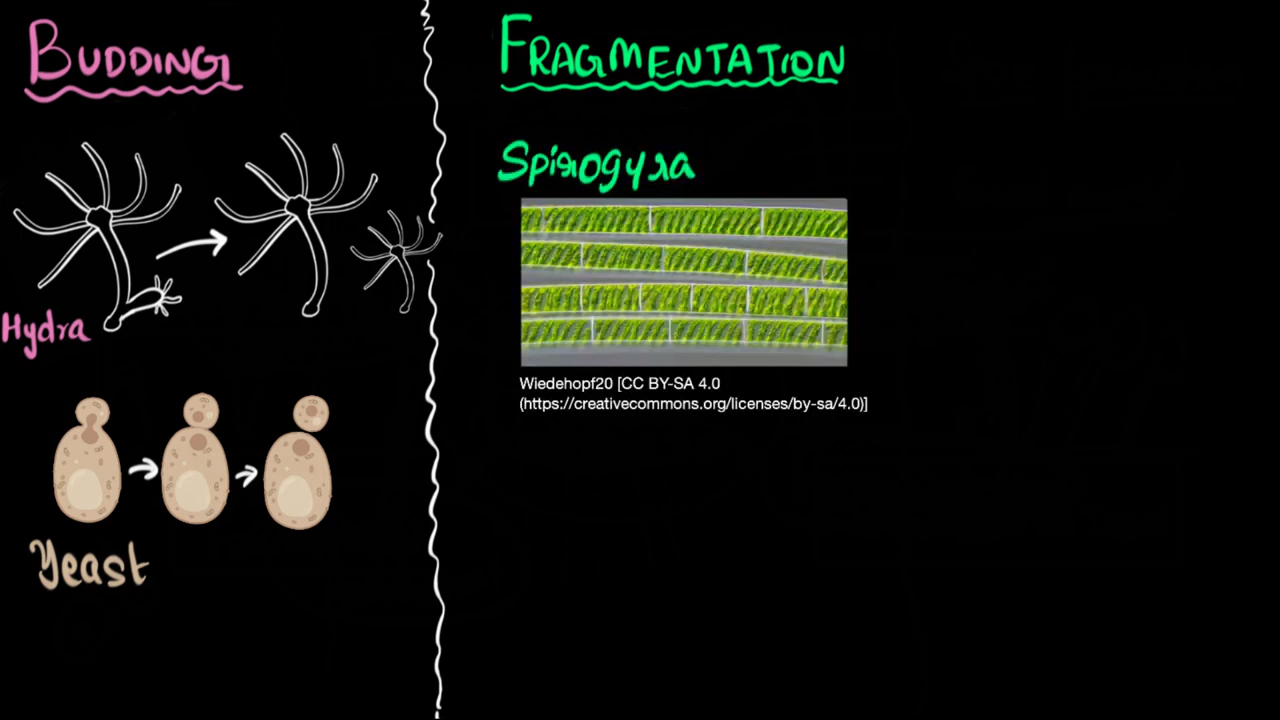 BUDDING
Hydra
Yeast
FRAGMENTATION
Spirogyra
Wiedehopf20 [CC BY-SA 4.0
(https://creativecommons.org/licenses/by-sa/4.0)]